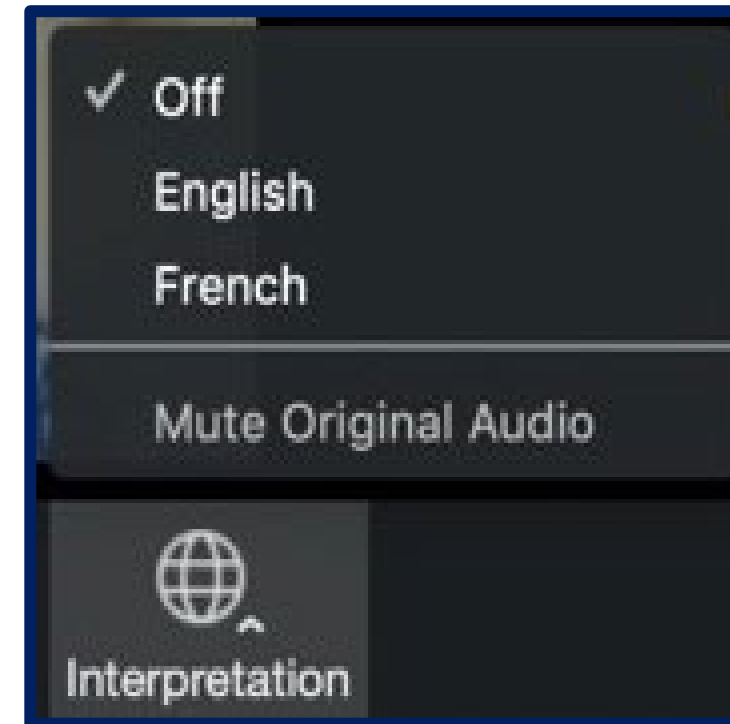 Off
English
French
Mute Original Audio
Interpretation